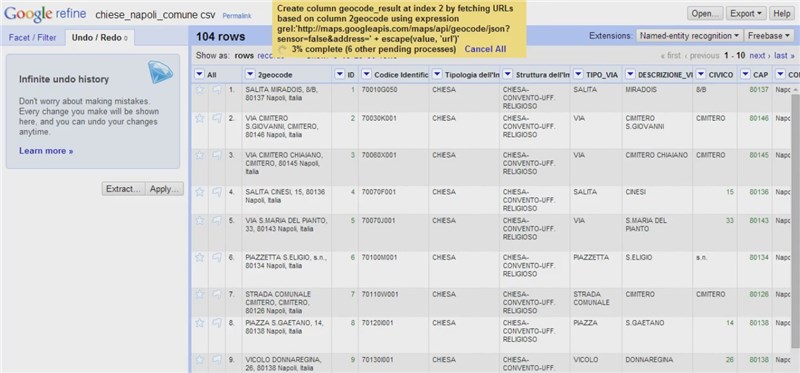 Google refine chiese_napoli_comune csv Permalink
Create column geocode_result at index 2 by fetching URLs
based on column 2geocode using expression
grel:'http://maps.googleapis.com/maps/api/geocode/json?
sensor=false&address=' + escape(value, 'url')'
3% complete (6 other pending processes) Cancel All
Open... Export Help
Facet / Filter Undo / Redo 0
104 rows
Extensions: Named-entity recognition Freebase
Show as: rows
« first ‹ previous 1 - 10 next › last »
Infinite undo history
Don't worry about making mistakes.
Every change you make will be shown
here, and you can undo your changes
anytime.
Learn more »
Extract... Apply...
All 2geocode ID Codice Identific Tipologia dell'In Struttura dell'In TIPO_VIA DESCRIZIONE_VI CIVICO CAP
1. SALITA MIRADOIS, 8/B, 80137 Napoli, Italia 1 70010G050 CHIESA CHIESA-CONVENTO-UFF. RELIGIOSO SALITA MIRADOIS 8/B 80137 Napo
2. VIA CIMITERO S.GIOVANNI, CIMITERO, 80146 Napoli, Italia 2 70030K001 CHIESA CHIESA-CONVENTO-UFF. RELIGIOSO VIA CIMITERO S.GIOVANNI CIMITERO 80146 Napo
3. VIA CIMITERO CHIAIANO, CIMITERO, 80145 Napoli, Italia 3 70060X001 CHIESA CHIESA-CONVENTO-UFF. RELIGIOSO VIA CIMITERO CHIAIANO CIMITERO 80145 Napo
4. SALITA CINESI, 15, 80136 Napoli, Italia 4 70070F001 CHIESA CHIESA-CONVENTO-UFF. RELIGIOSO SALITA CINESI 15 80136 Napo
5. VIA S.MARIA DEL PIANTO, 33, 80143 Napoli, Italia 5 70070J001 CHIESA CHIESA-CONVENTO-UFF. RELIGIOSO VIA S.MARIA DEL PIANTO 33 80143 Napo
6. PIAZZETTA S.ELIGIO, s.n., 80134 Napoli, Italia 6 70100M001 CHIESA CHIESA-CONVENTO-UFF. RELIGIOSO PIAZZETTA S.ELIGIO s.n. 80134 Napo
7. STRADA COMUNALE CIMITERO, CIMITERO, 80126 Napoli, Italia 7 70110W001 CHIESA CHIESA-CONVENTO-UFF. RELIGIOSO STRADA COMUNALE CIMITERO CIMITERO 80126 Napo
8. PIAZZA S.GAETANO, 14, 80138 Napoli, Italia 8 70120I001 CHIESA CHIESA-CONVENTO-UFF. RELIGIOSO PIAZZA S.GAETANO 14 80138 Napo
9. VICOLO DONNAREGINA, 26, 80138 Napoli, Italia 9 70130I001 CHIESA CHIESA-CONVENTO-UFF. VICOLO DONNAREGINA 26 80138 Napo